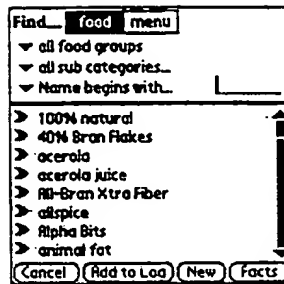 Find... food menu
all food groups
all sub categories...
Name begins with...
100% natural
40% Bran Flakes
acerola
acerola juice
All-Bran Xtra Fiber
allspice
Alpha Bits
animal fat
Cancel Add to Log New Facts